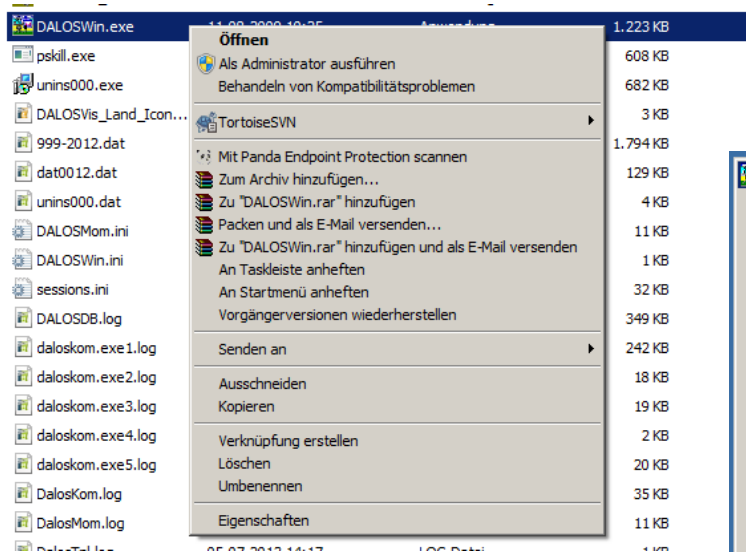 DALOSWin.exe 1.223 KB
pskill.exe 608 KB
unins000.exe 682 KB
DALOSVis_Land_Icon... 3 KB
999-2012.dat 1.794 KB
dat0012.dat 129 KB
unins000.dat 4 KB
DALOSMom.ini 11 KB
DALOSWin.ini 1 KB
sessions.ini 32 KB
DALOSDB.log 349 KB
daloskom.exe1.log 242 KB
daloskom.exe2.log 18 KB
daloskom.exe3.log 19 KB
daloskom.exe4.log 2 KB
daloskom.exe5.log 20 KB
DalosKom.log 35 KB
DalosMom.log 11 KB
Öffnen
Als Administrator ausführen
Behandeln von Kompatibilitätsproblemen
TortoiseSVN
Mit Panda Endpoint Protection scannen
Zum Archiv hinzufügen...
Zu "DALOSWin.rar" hinzufügen
Packen und als E-Mail versenden...
Zu "DALOSWin.rar" hinzufügen und als E-Mail versenden
An Taskleiste anheften
An Startmenü anheften
Vorgängerversionen wiederherstellen
Senden an
Ausschneiden
Kopieren
Verknüpfung erstellen
Löschen
Umbenennen
Eigenschaften